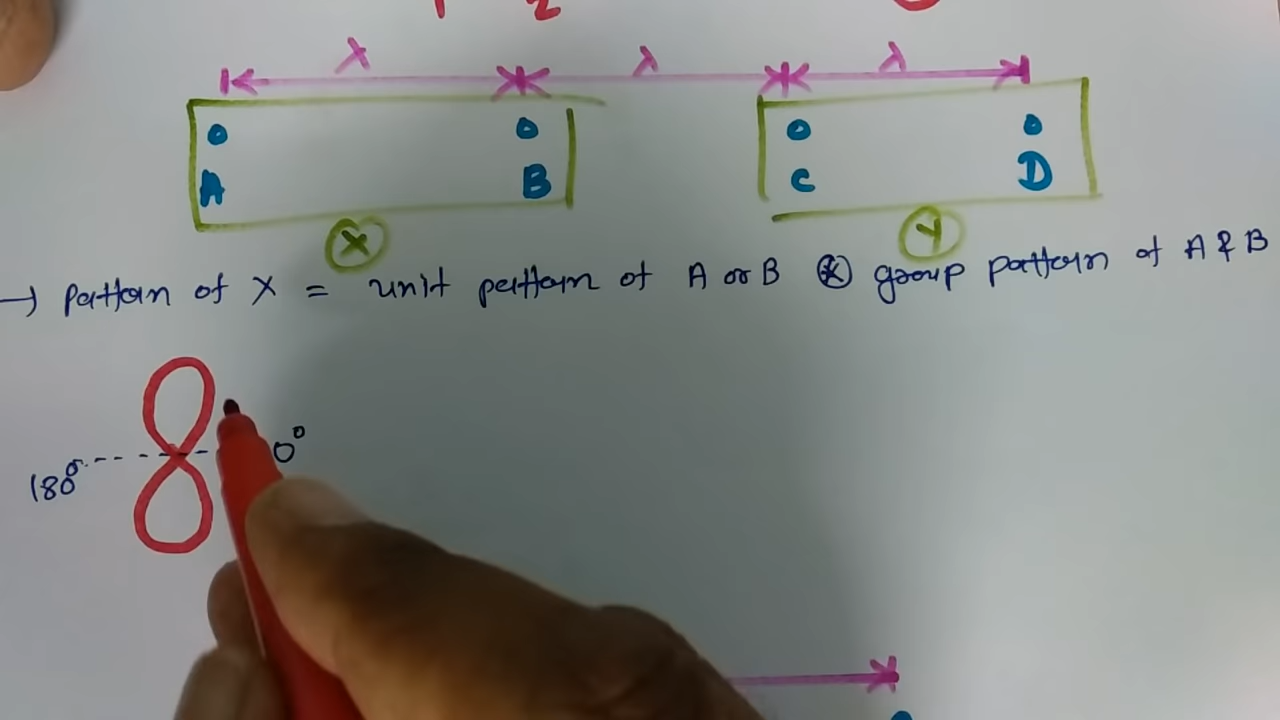 λ λ λ
A B C D
X Y
→ Pattern of X = unit pattern of A or B ⊗ group pattern of A & B
180° 0°